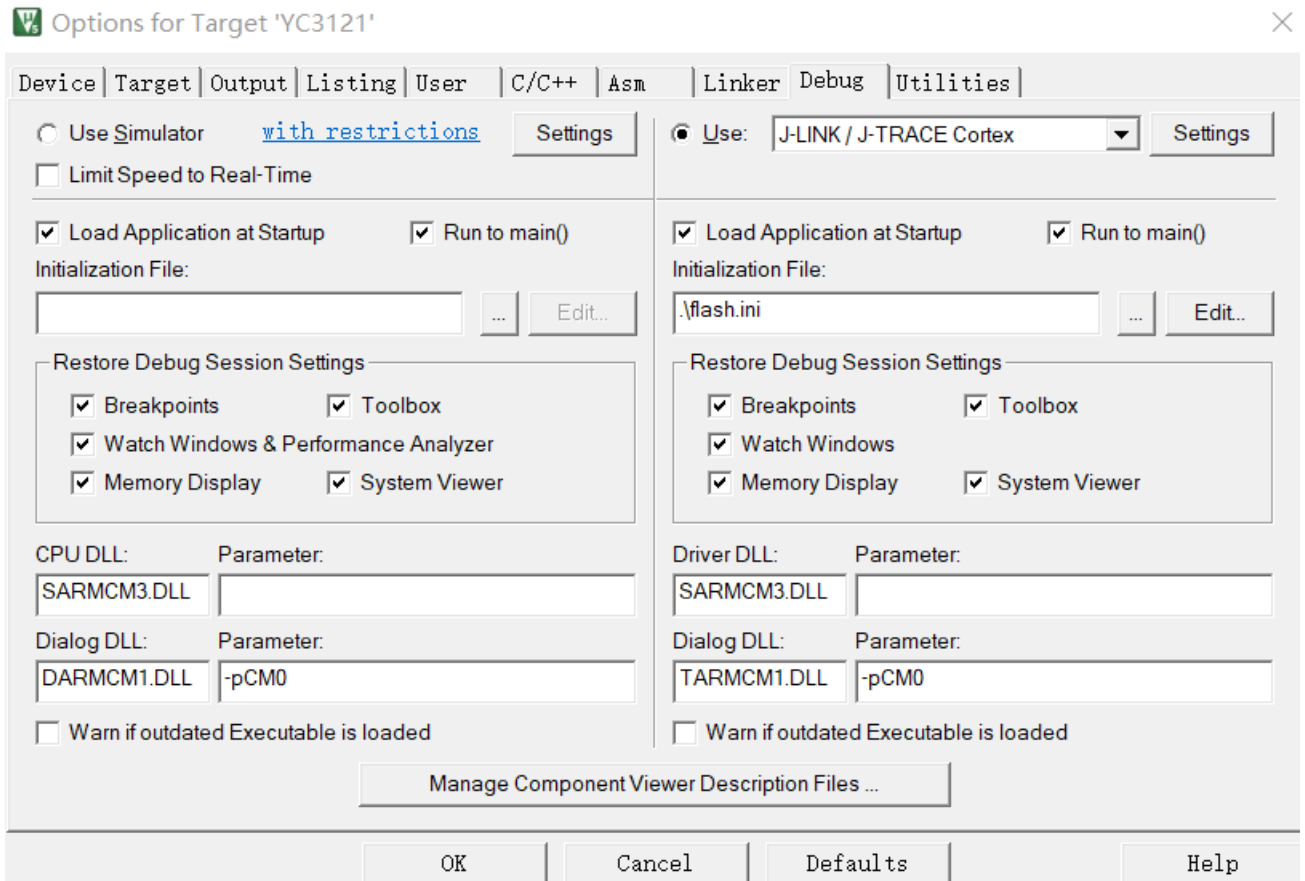 Options for Target 'YC3121'
Device Target Output Listing User C/C++ Asm Linker Debug Utilities
Use Simulator with restrictions Settings
Limit Speed to Real-Time
Load Application at Startup Run to main()
Initialization File:
... Edit...
Restore Debug Session Settings
Breakpoints Toolbox
Watch Windows & Performance Analyzer
Memory Display System Viewer
CPU DLL: Parameter:
SARMCM3.DLL
Dialog DLL: Parameter:
DARMCM1.DLL -pCM0
Warn if outdated Executable is loaded
Use: J-LINK / J-TRACE Cortex Settings
Load Application at Startup Run to main()
Initialization File:
.\flash.ini ... Edit...
Restore Debug Session Settings
Breakpoints Toolbox
Watch Windows
Memory Display System Viewer
Driver DLL: Parameter:
SARMCM3.DLL
Dialog DLL: Parameter:
TARMCM1.DLL -pCM0
Warn if outdated Executable is loaded
Manage Component Viewer Description Files ...
OK Cancel Defaults Help